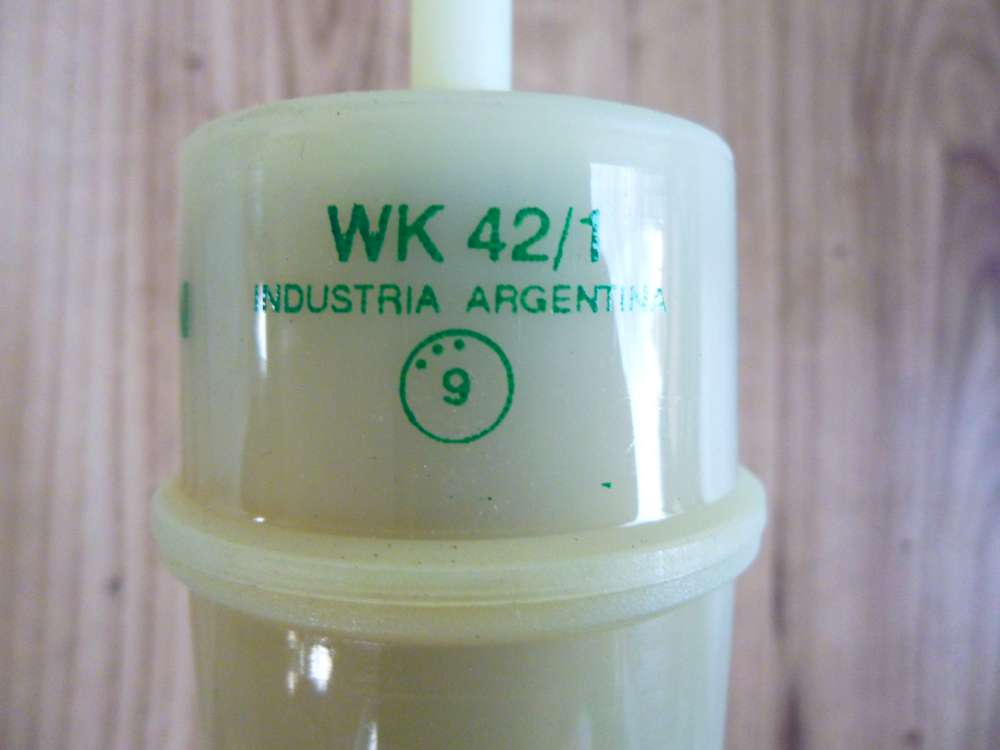 WK 42/1
INDUSTRIA ARGENTINA
9